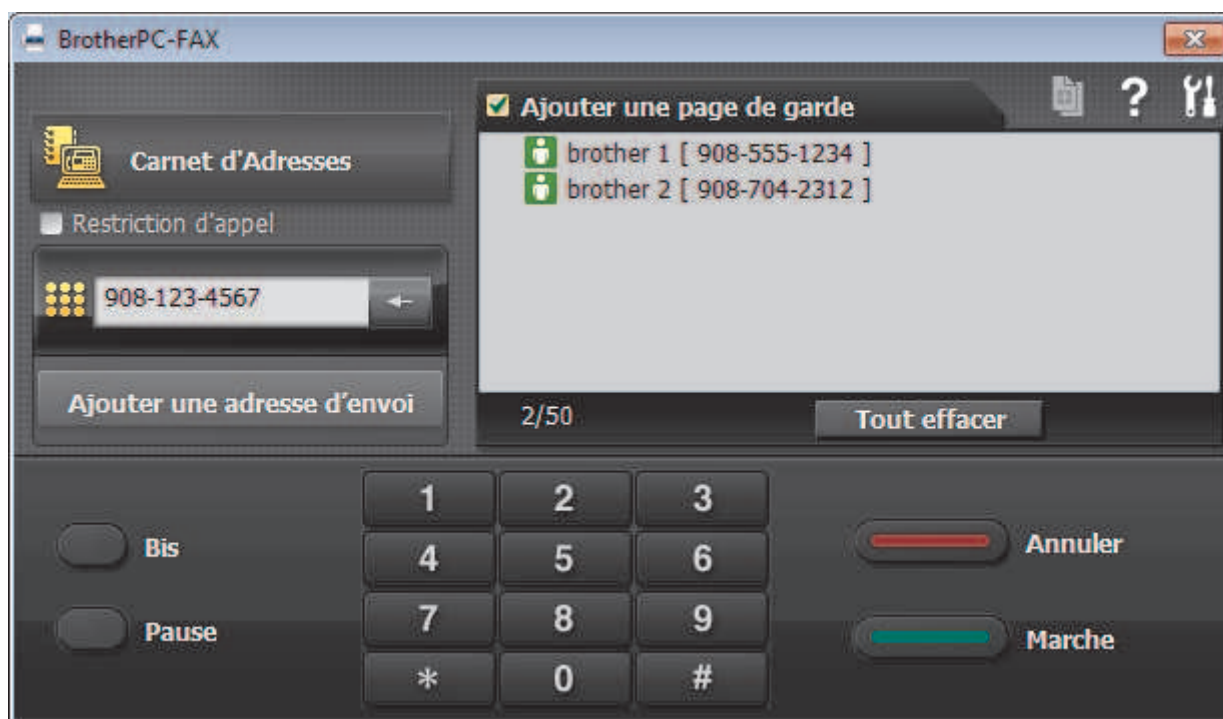 BrotherPC-FAX
Carnet d'Adresses
Restriction d'appel
908-123-4567
Ajouter une adresse d’envoi
Ajouter une page de garde
?
brother 1 [ 908-555-1234 ]
brother 2 [ 908-704-2312 ]
2/50
Tout effacer
Bis
Pause
1 2 3
4 5 6
7 8 9
* 0 #
Annuler
Marche